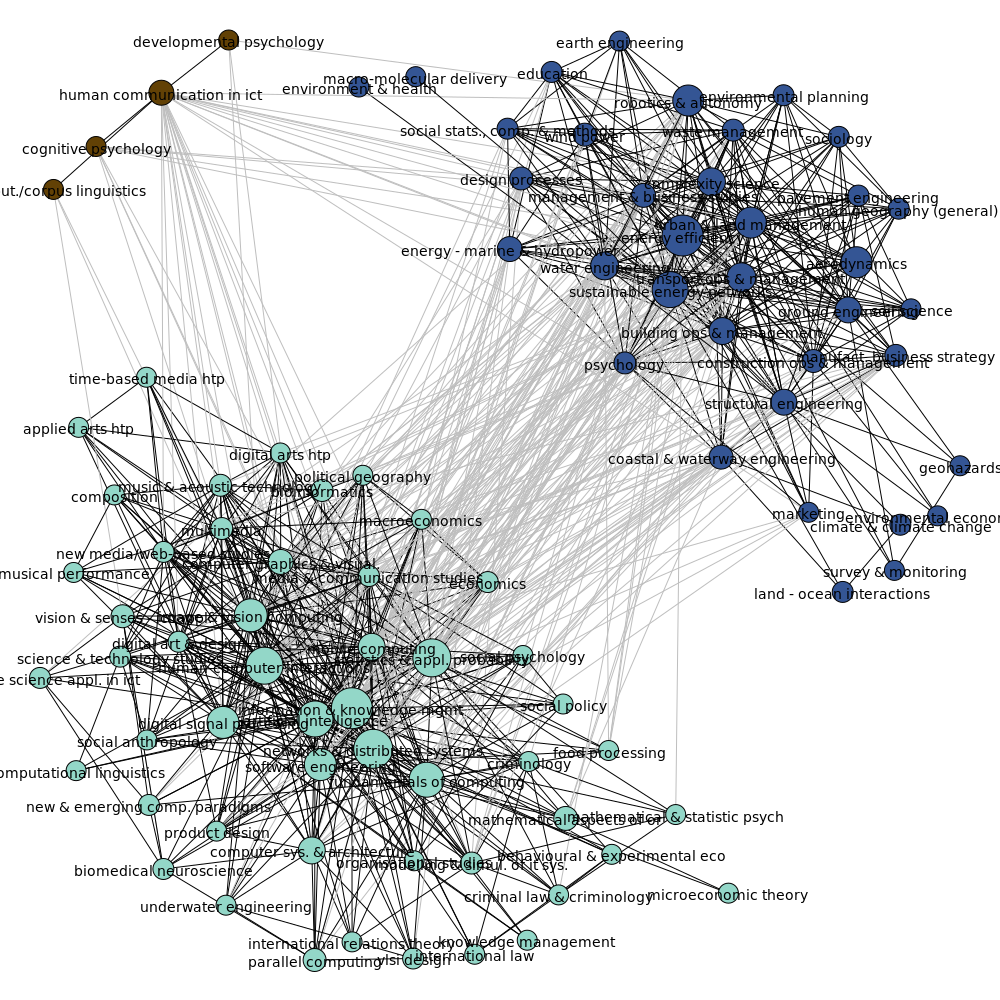 developmental psychology
earth engineering
macro-molecular delivery
education
environment & health
human communication in ict
environmental planning
robotics & autonomy
social stats., comp. & methods
waste management
wind power
sociology
cognitive psychology
design processes
complexity science
ut./corpus linguistics
management & business studies
pavement engineering
human geography (general)
urban & land management
energy efficiency
energy - marine & hydropower
water engineering
aerodynamics
transport ops & management
sustainable energy networks
ground engineering
soil science
building ops & management
manufact. business strategy
construction ops & management
psychology
time-based media htp
structural engineering
applied arts htp
digital arts htp
coastal & waterway engineering
geohazards
political geography
music & acoustic technology
bioinformatics
composition
marketing
environmental econor
macroeconomics
climate & climate change
multimedia
new media/web-based studies
computer graphics & visual.
musical performance
media & communication studies
survey & monitoring
economics
land - ocean interactions
vision & senses
image & vision computing
digital art & design
mobile computing
science & technology studies
statistics & appl. probability
social psychology
human-computer interactions
e science appl. in ict
information & knowledge mgmt
social policy
artificial intelligence
digital signal processing
social anthropology
networks & distributed systems
food processing
criminology
software engineering
omputational linguistics
fundamentals of computing
new & emerging comp. paradigms
mathematical & statistic psych
mathematical aspects of or
product design
computer sys. & architecture
behavioural & experimental eco
organisational studies
modelling & simul. of it sys.
biomedical neuroscience
microeconomic theory
criminal law & criminology
underwater engineering
international relations theory
knowledge management
international law
vlsi design
parallel computing